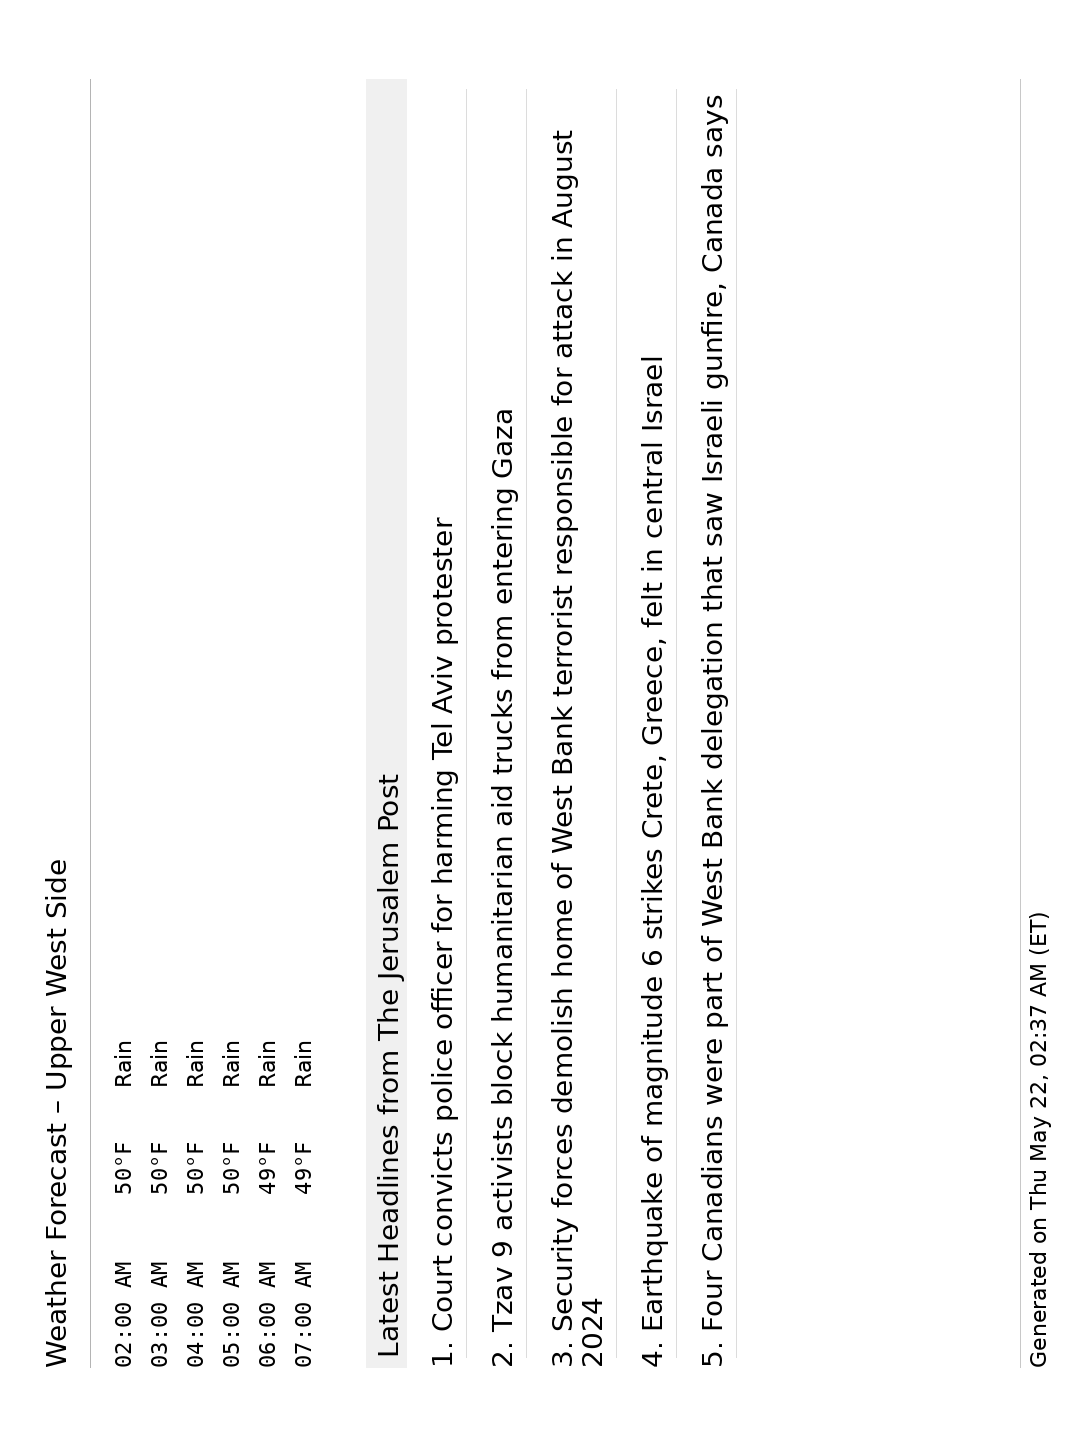 Weather Forecast – Upper West Side
02:00 AM 50°F Rain
03:00 AM 50°F Rain
04:00 AM 50°F Rain
05:00 AM 50°F Rain
06:00 AM 49°F Rain
07:00 AM 49°F Rain
Latest Headlines from The Jerusalem Post
1. Court convicts police officer for harming Tel Aviv protester
2. Tzav 9 activists block humanitarian aid trucks from entering Gaza
3. Security forces demolish home of West Bank terrorist responsible for attack in August
2024
4. Earthquake of magnitude 6 strikes Crete, Greece, felt in central Israel
5. Four Canadians were part of West Bank delegation that saw Israeli gunfire, Canada says
Generated on Thu May 22, 02:37 AM (ET)